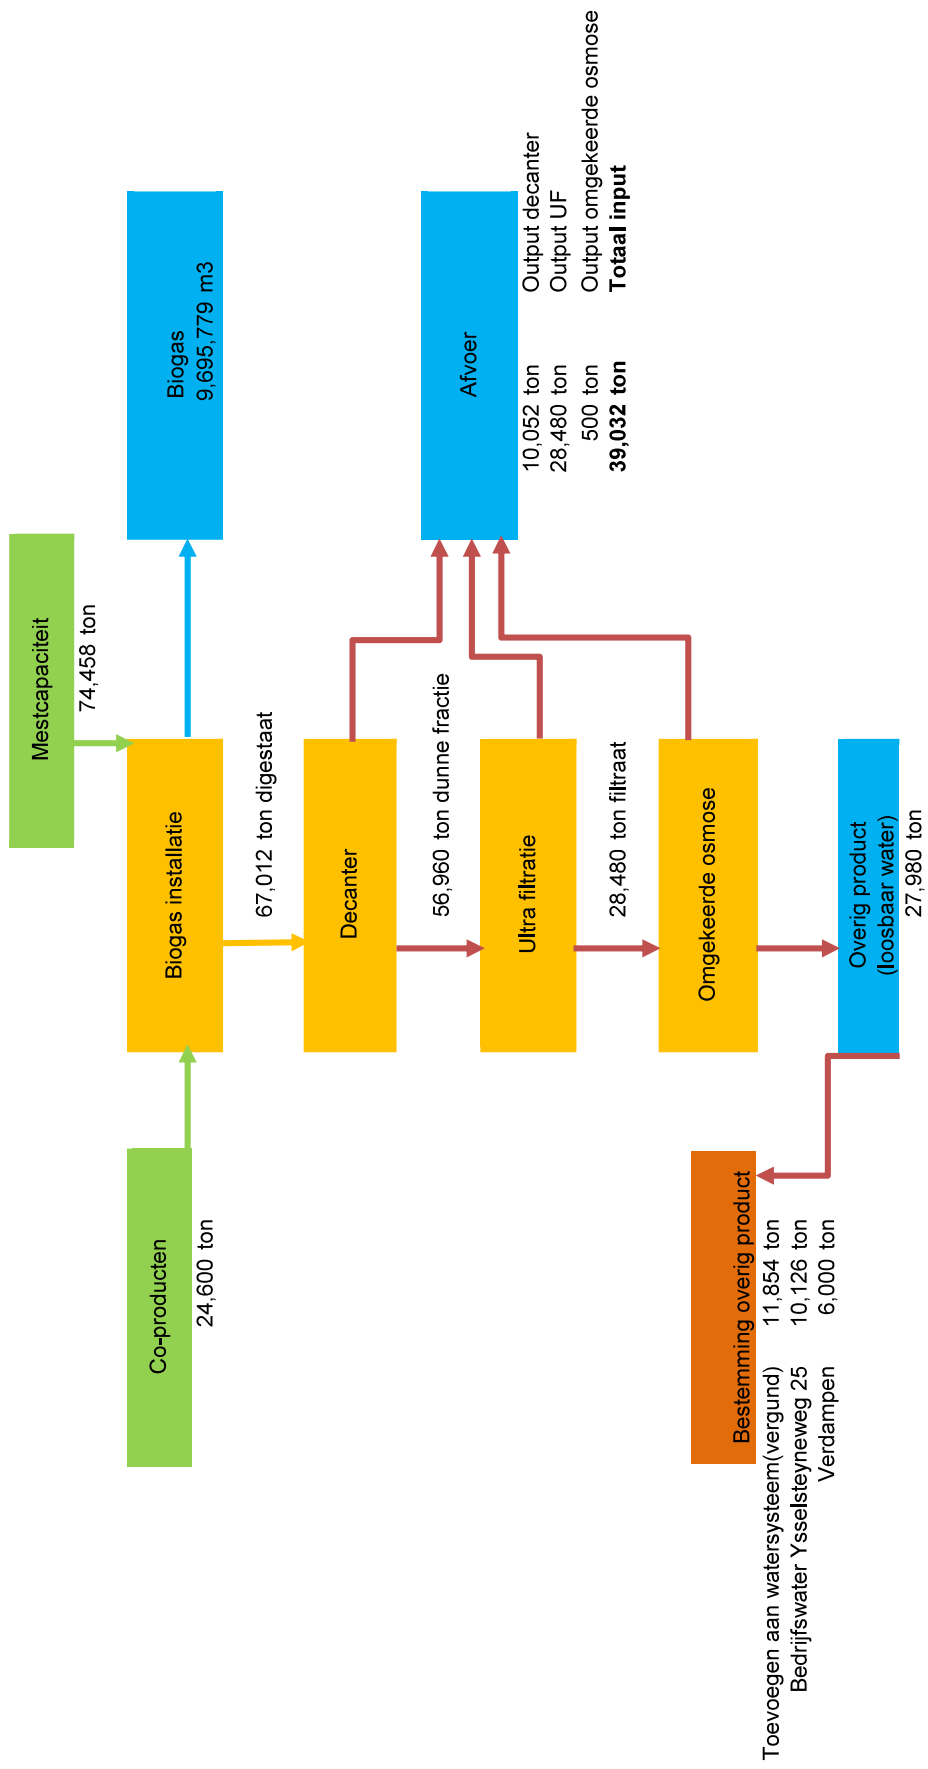 Mestcapaciteit
74,458 ton
Co-producten
24,600 ton
Biogas installatie
Biogas
9,695,779 m3
67,012 ton digestaat
Decanter
56,960 ton dunne fractie
Ultra filtratie
28,480 ton filtraat
Omgekeerde osmose
Afvoer
10,052 ton Output decanter
28,480 ton Output UF
500 ton Output omgekeerde osmose
39,032 ton Totaal input
Overig product
(loosbaar water)
27,980 ton
Bestemming overig product
Toevoegen aan watersysteem(vergund) 11,854 ton
Bedrijfswater Ysselsteyneweg 25 10,126 ton
Verdampen 6,000 ton